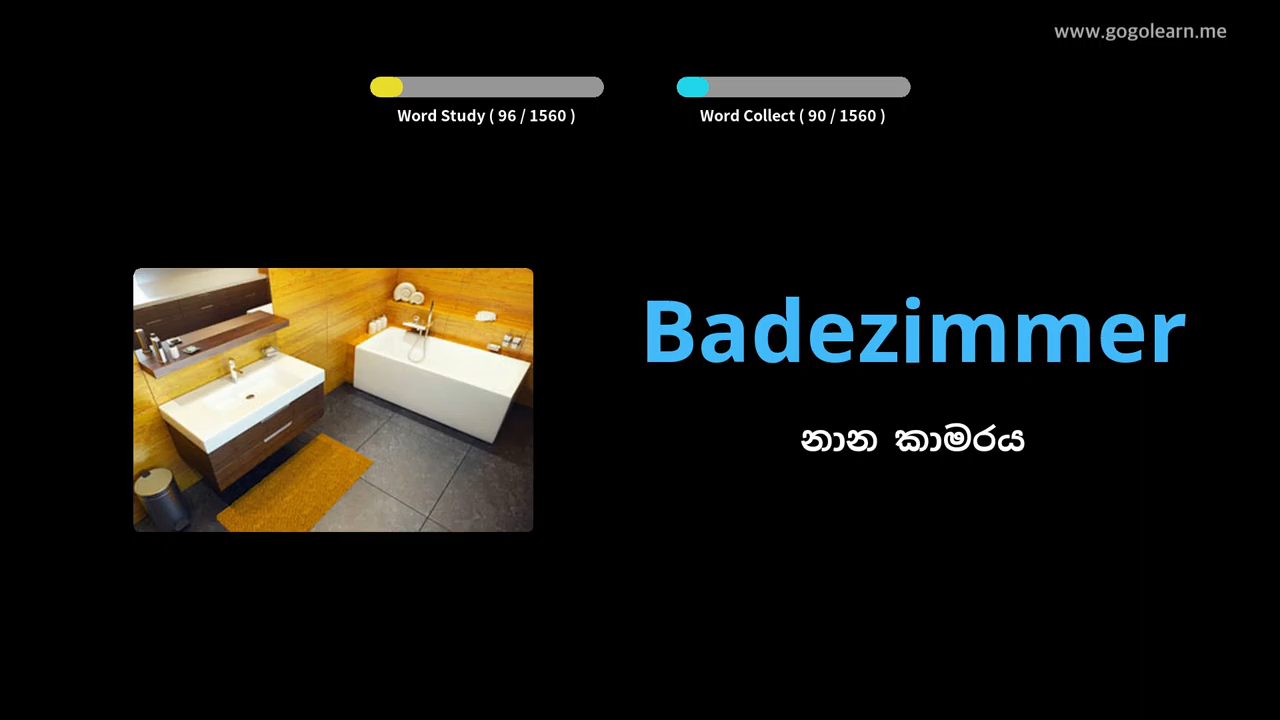 www.gogolearn.me
Word Study ( 96 / 1560 )
Word Collect ( 90 / 1560 )
Badezimmer
නාන කාමරය